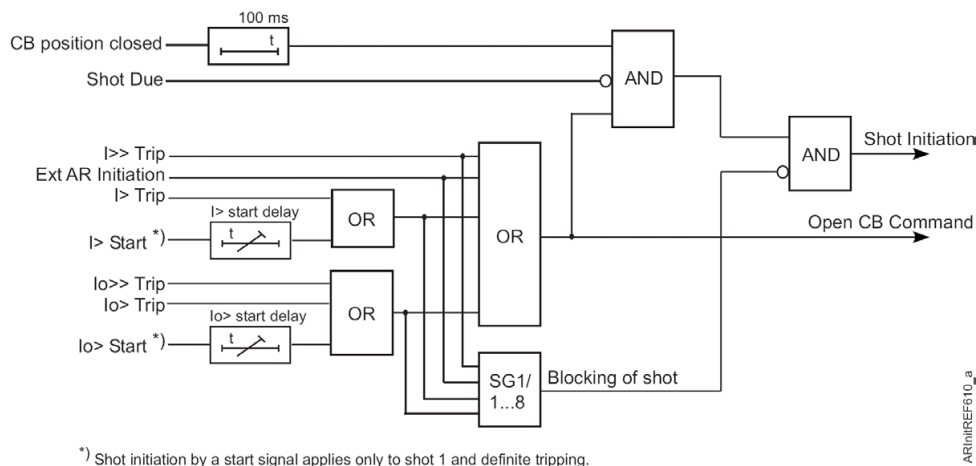 100 ms
CB position closed
t
Shot Due
AND
I>> Trip
AND
Shot Initiation
Ext AR Initiation
I> Trip
I> start delay
OR
I> Start *)
t
OR
Open CB Command
Io>> Trip
Io> Trip
OR
Io> start delay
Io> Start *)
t
SG1/
1...8
Blocking of shot
ARInitREF610_a
*) Shot initiation by a start signal applies only to shot 1 and definite tripping.